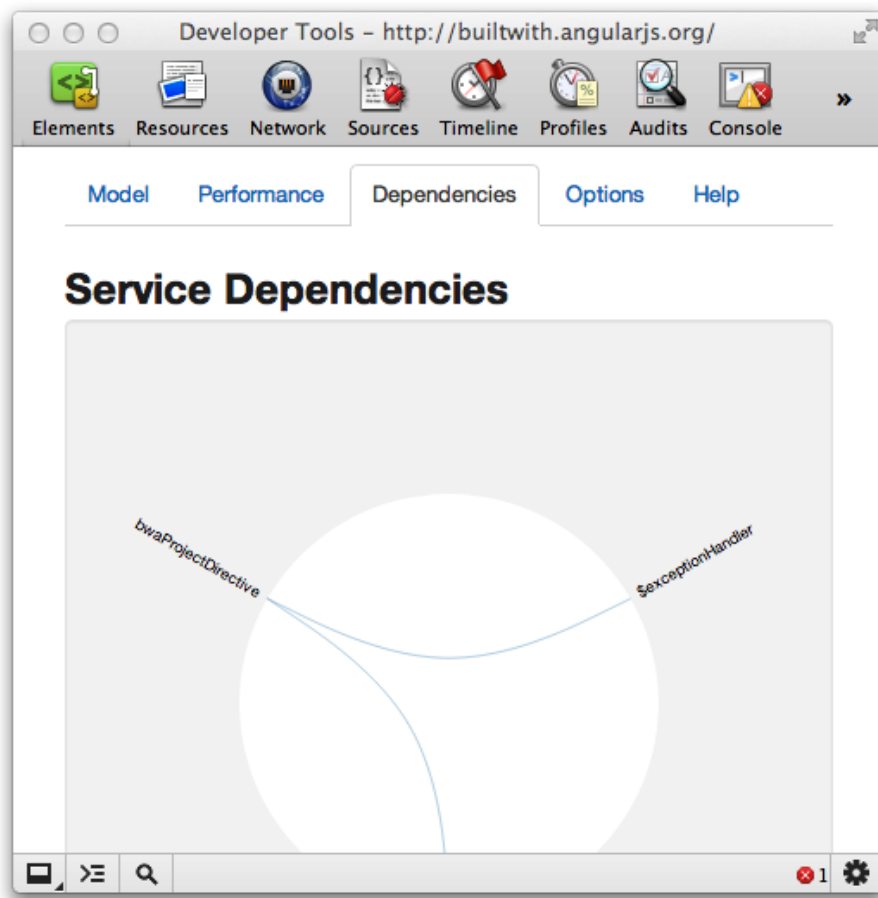 Developer Tools – http://builtwith.angularjs.org/
Elements Resources Network Sources Timeline Profiles Audits Console »
Model Performance Dependencies Options Help
Service Dependencies
bwaProjectDirective
$exceptionHandler
1